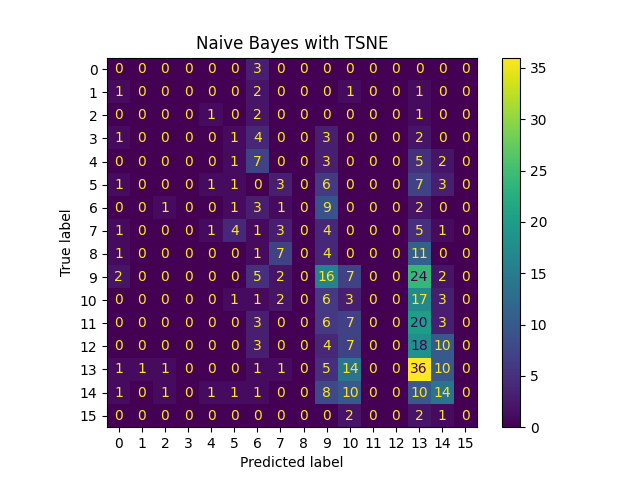 Naive Bayes with TSNE
0 0 0 0 0 0 0 3 0 0 0 0 0 0 0 0 0
1 1 0 0 0 0 0 2 0 0 0 1 0 0 1 0 0
2 0 0 0 0 1 0 2 0 0 0 0 0 0 1 0 0
3 1 0 0 0 0 1 4 0 0 3 0 0 0 2 0 0
4 0 0 0 0 0 1 7 0 0 3 0 0 0 5 2 0
5 1 0 0 0 1 1 0 3 0 6 0 0 0 7 3 0
6 0 0 1 0 0 1 3 1 0 9 0 0 0 2 0 0
7 1 0 0 0 1 4 1 3 0 4 0 0 0 5 1 0
8 1 0 0 0 0 0 1 7 0 4 0 0 0 11 0 0
9 2 0 0 0 0 0 5 2 0 16 7 0 0 24 2 0
10 0 0 0 0 0 1 1 2 0 6 3 0 0 17 3 0
11 0 0 0 0 0 0 3 0 0 6 7 0 0 20 3 0
12 0 0 0 0 0 0 3 0 0 4 7 0 0 18 10 0
13 1 1 1 0 0 0 1 1 0 5 14 0 0 36 10 0
14 1 0 1 0 1 1 1 0 0 8 10 0 0 10 14 0
15 0 0 0 0 0 0 0 0 0 0 2 0 0 2 1 0
0 1 2 3 4 5 6 7 8 9 10 11 12 13 14 15
Predicted label
True label
35
30
25
20
15
10
5
0